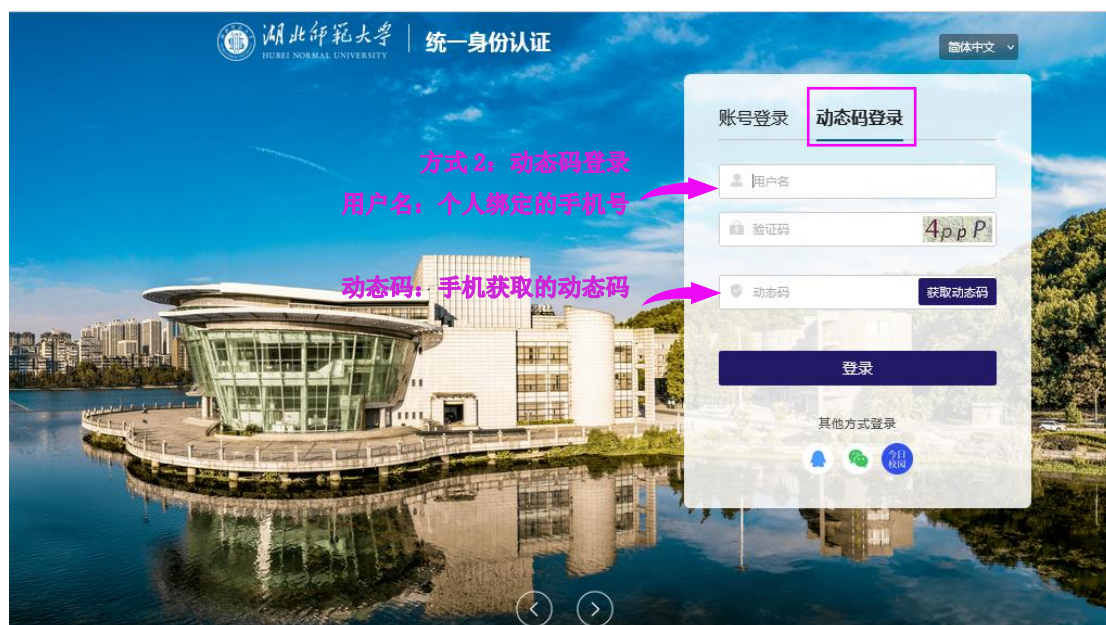 湖北师范大学 统一身份认证
HUBEI NORMAL UNIVERSITY
简体中文
账号登录 动态码登录
方式 2：动态码登录
用户名
用户名：个人绑定的手机号
验证码 4ppP
动态码：手机获取的动态码
动态码 获取动态码
登录
其他方式登录
今日
校园